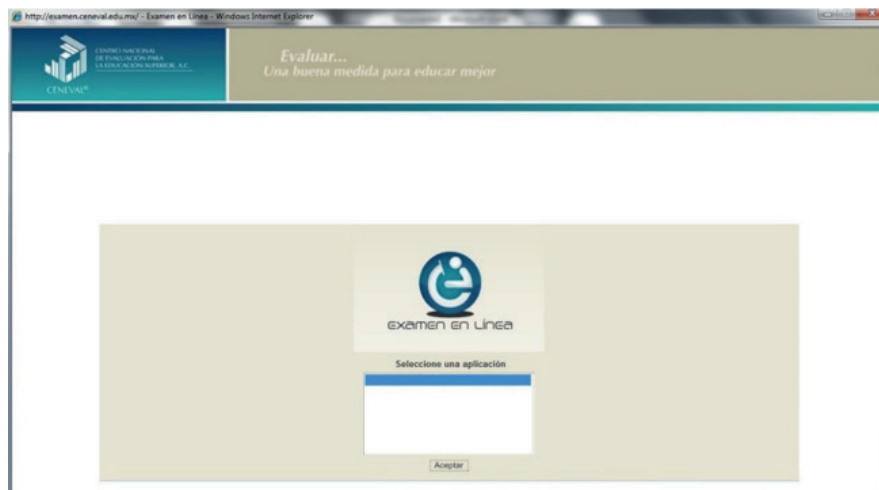 http://examen.ceneval.edu.mx/ - Examen en Línea - Windows Internet Explorer
CENTRO NACIONAL
DE EVALUACIÓN PARA
LA EDUCACIÓN SUPERIOR, A.C.
CENEVAL®
Evaluar...
Una buena medida para educar mejor
examen en Línea
Seleccione una aplicación
Aceptar